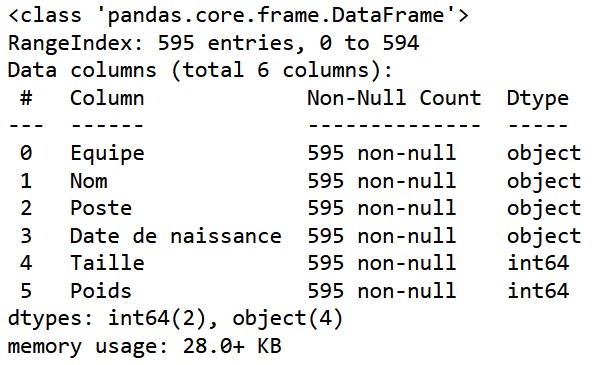 <class 'pandas.core.frame.DataFrame'>
RangeIndex: 595 entries, 0 to 594
Data columns (total 6 columns):
 #   Column             Non-Null Count  Dtype
---  ------             --------------  -----
 0   Equipe             595 non-null    object
 1   Nom                595 non-null    object
 2   Poste              595 non-null    object
 3   Date de naissance  595 non-null    object
 4   Taille             595 non-null    int64
 5   Poids              595 non-null    int64
dtypes: int64(2), object(4)
memory usage: 28.0+ KB